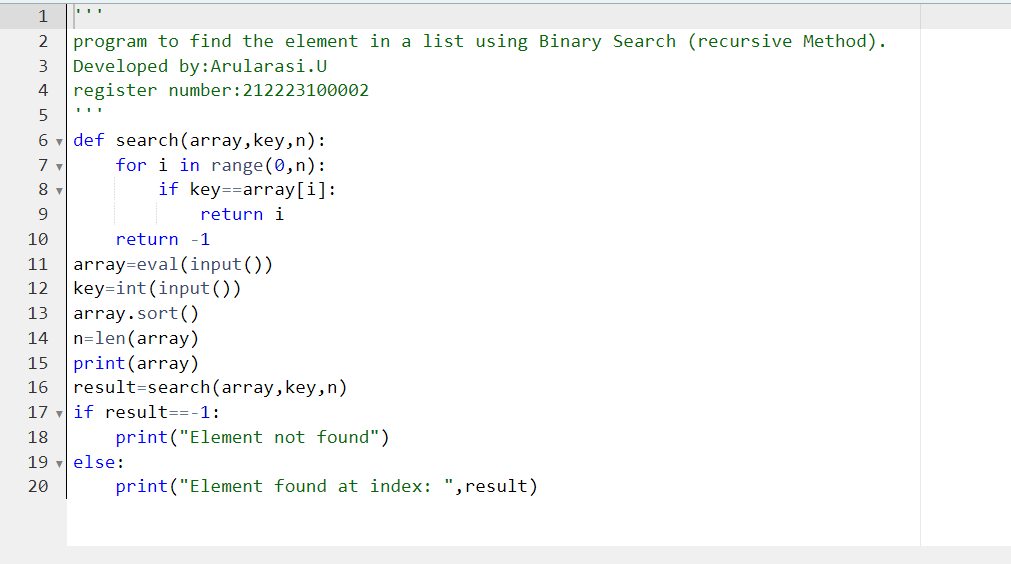 1 '''
2 program to find the element in a list using Binary Search (recursive Method).
3 Developed by:Arularasi.U
4 register number:212223100002
5 '''
6 def search(array,key,n):
7     for i in range(0,n):
8         if key==array[i]:
9             return i
10     return -1
11 array=eval(input())
12 key=int(input())
13 array.sort()
14 n=len(array)
15 print(array)
16 result=search(array,key,n)
17 if result==-1:
18     print("Element not found")
19 else:
20     print("Element found at index: ",result)